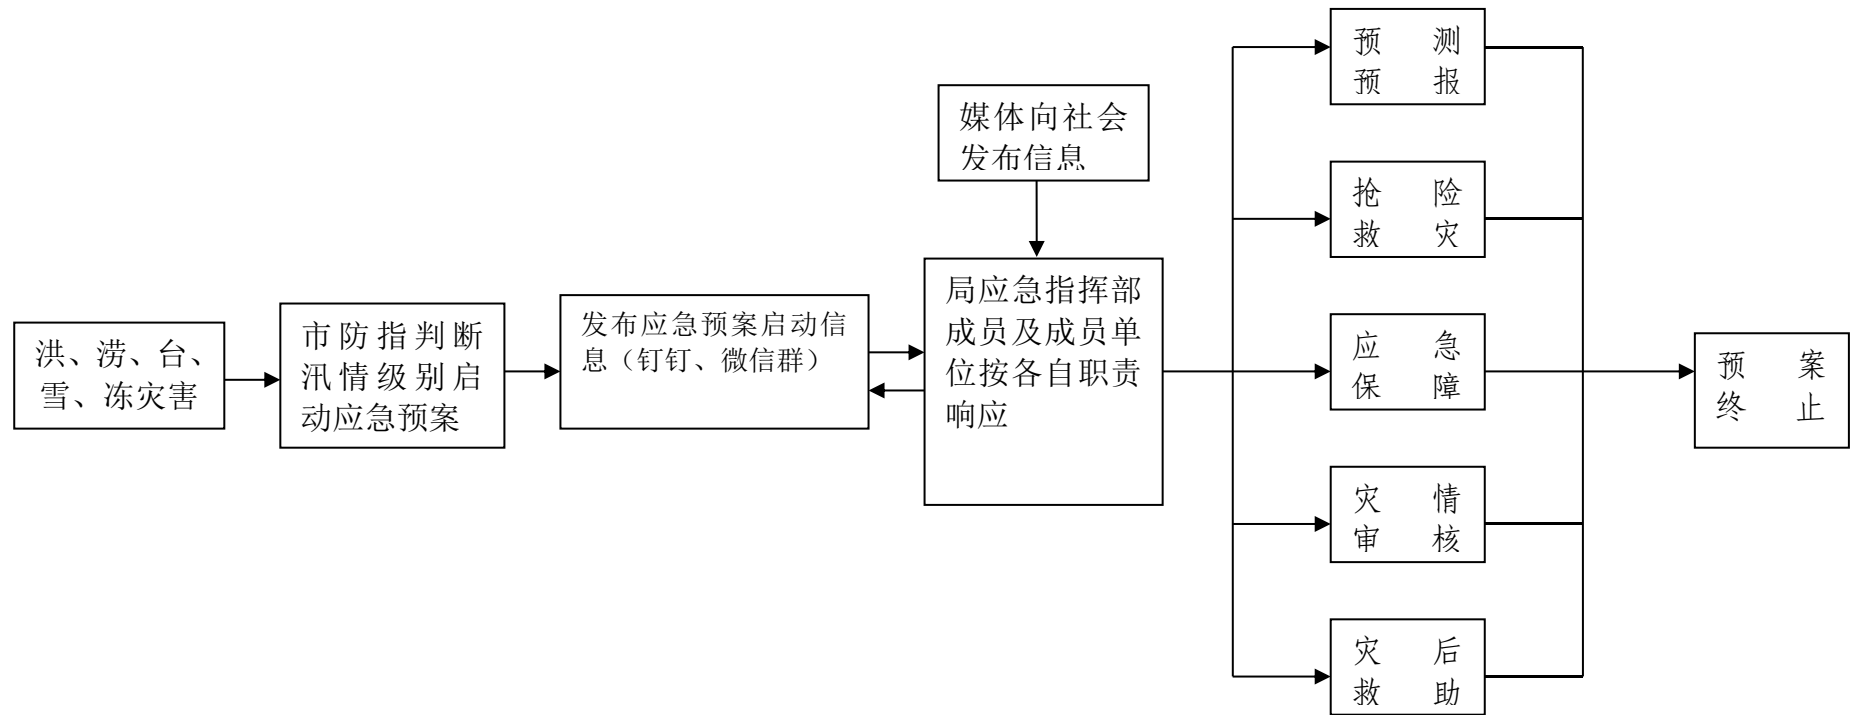 洪、涝、台、
雪、冻灾害
市防指判断
汛情级别启
动应急预案
发布应急预案启动信
息（钉钉、微信群）
媒体向社会
发布信息
局应急指挥部
成员及成员单
位按各自职责
响应
预 测
预 报
抢 险
救 灾
应 急
保 障
灾 情
审 核
灾 后
救 助
预 案
终 止